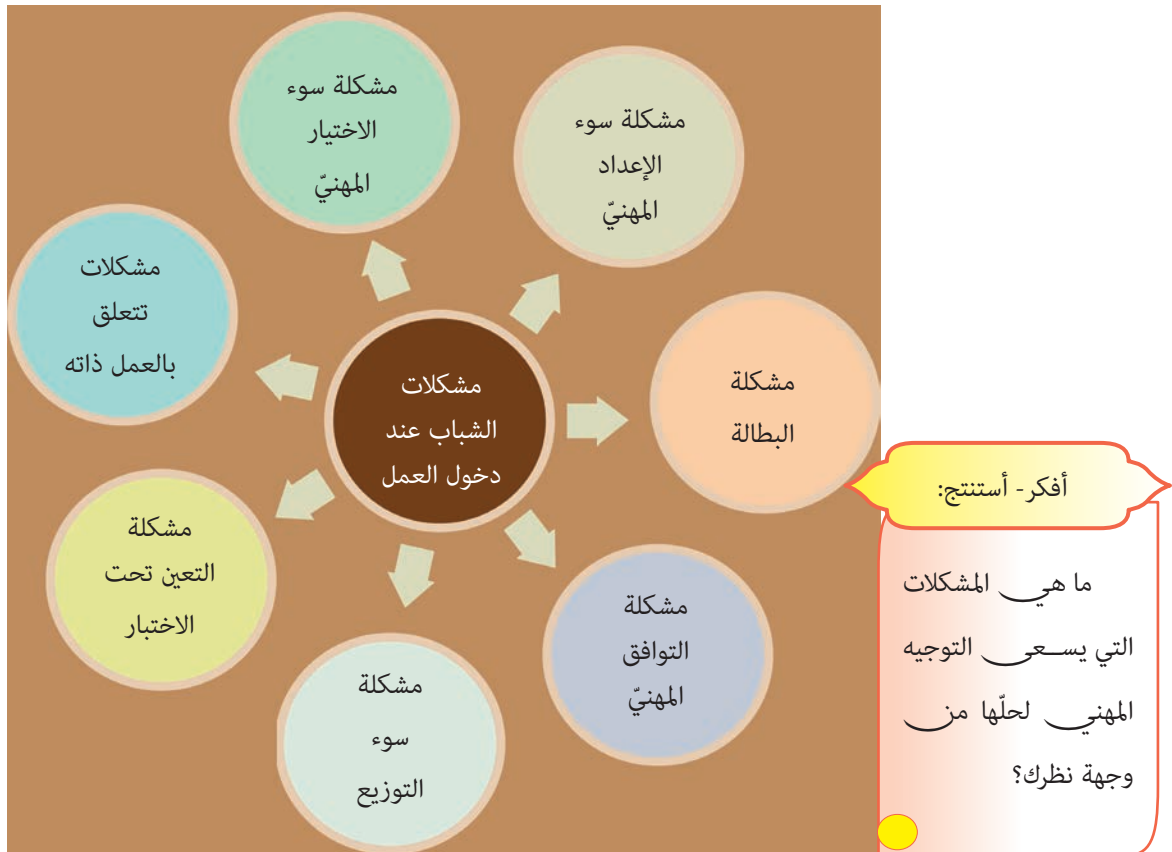 مشكلات
الشباب عند
دخول العمل
مشكلة سوء
الإعداد
المهنيّ
مشكلة سوء
الاختيار
المهنيّ
مشكلات
تتعلق
بالعمل ذاته
مشكلة
التعين تحت
الاختبار
مشكلة
سوء
التوزيع
مشكلة
التوافق
المهنيّ
مشكلة
البطالة
أفكر - أستنتج:
ما هي المشكلات
التي يسعى التوجيه
المهني لحلّها من
وجهة نظرك؟